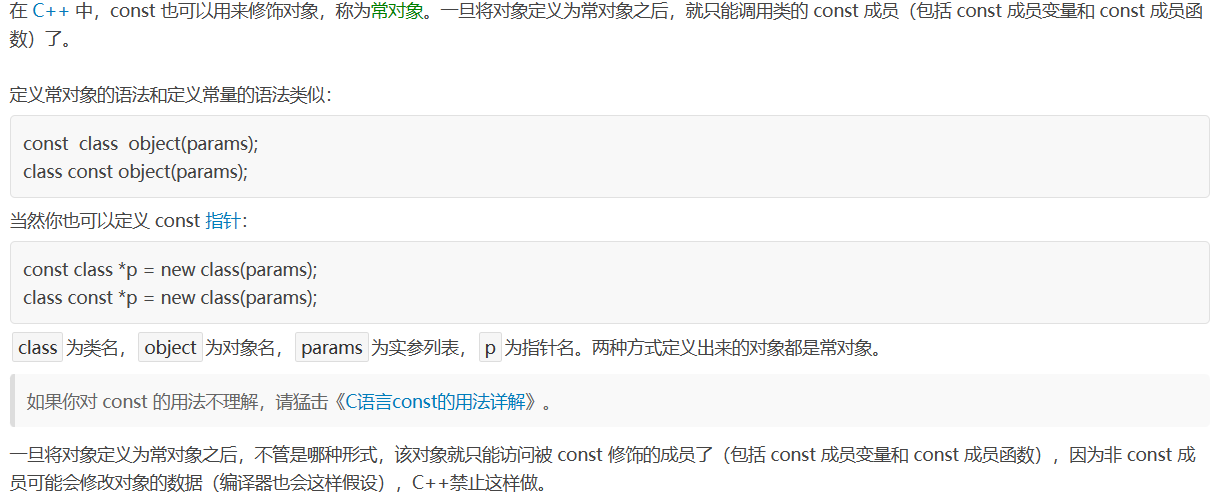 在 C++ 中，const 也可以用来修饰对象，称为常对象。一旦将对象定义为常对象之后，就只能调用类的 const 成员（包括 const 成员变量和 const 成员函
数）了。
定义常对象的语法和定义常量的语法类似：
const  class  object(params);
class const object(params);
当然你也可以定义 const 指针：
const class *p = new class(params);
class const *p = new class(params);
class 为类名， object 为对象名， params 为实参列表， p 为指针名。两种方式定义出来的对象都是常对象。
如果你对 const 的用法不理解，请猛击《C语言const的用法详解》。
一旦将对象定义为常对象之后，不管是哪种形式，该对象就只能访问被 const 修饰的成员了（包括 const 成员变量和 const 成员函数），因为非 const 成
员可能会修改对象的数据（编译器也会这样假设），C++禁止这样做。